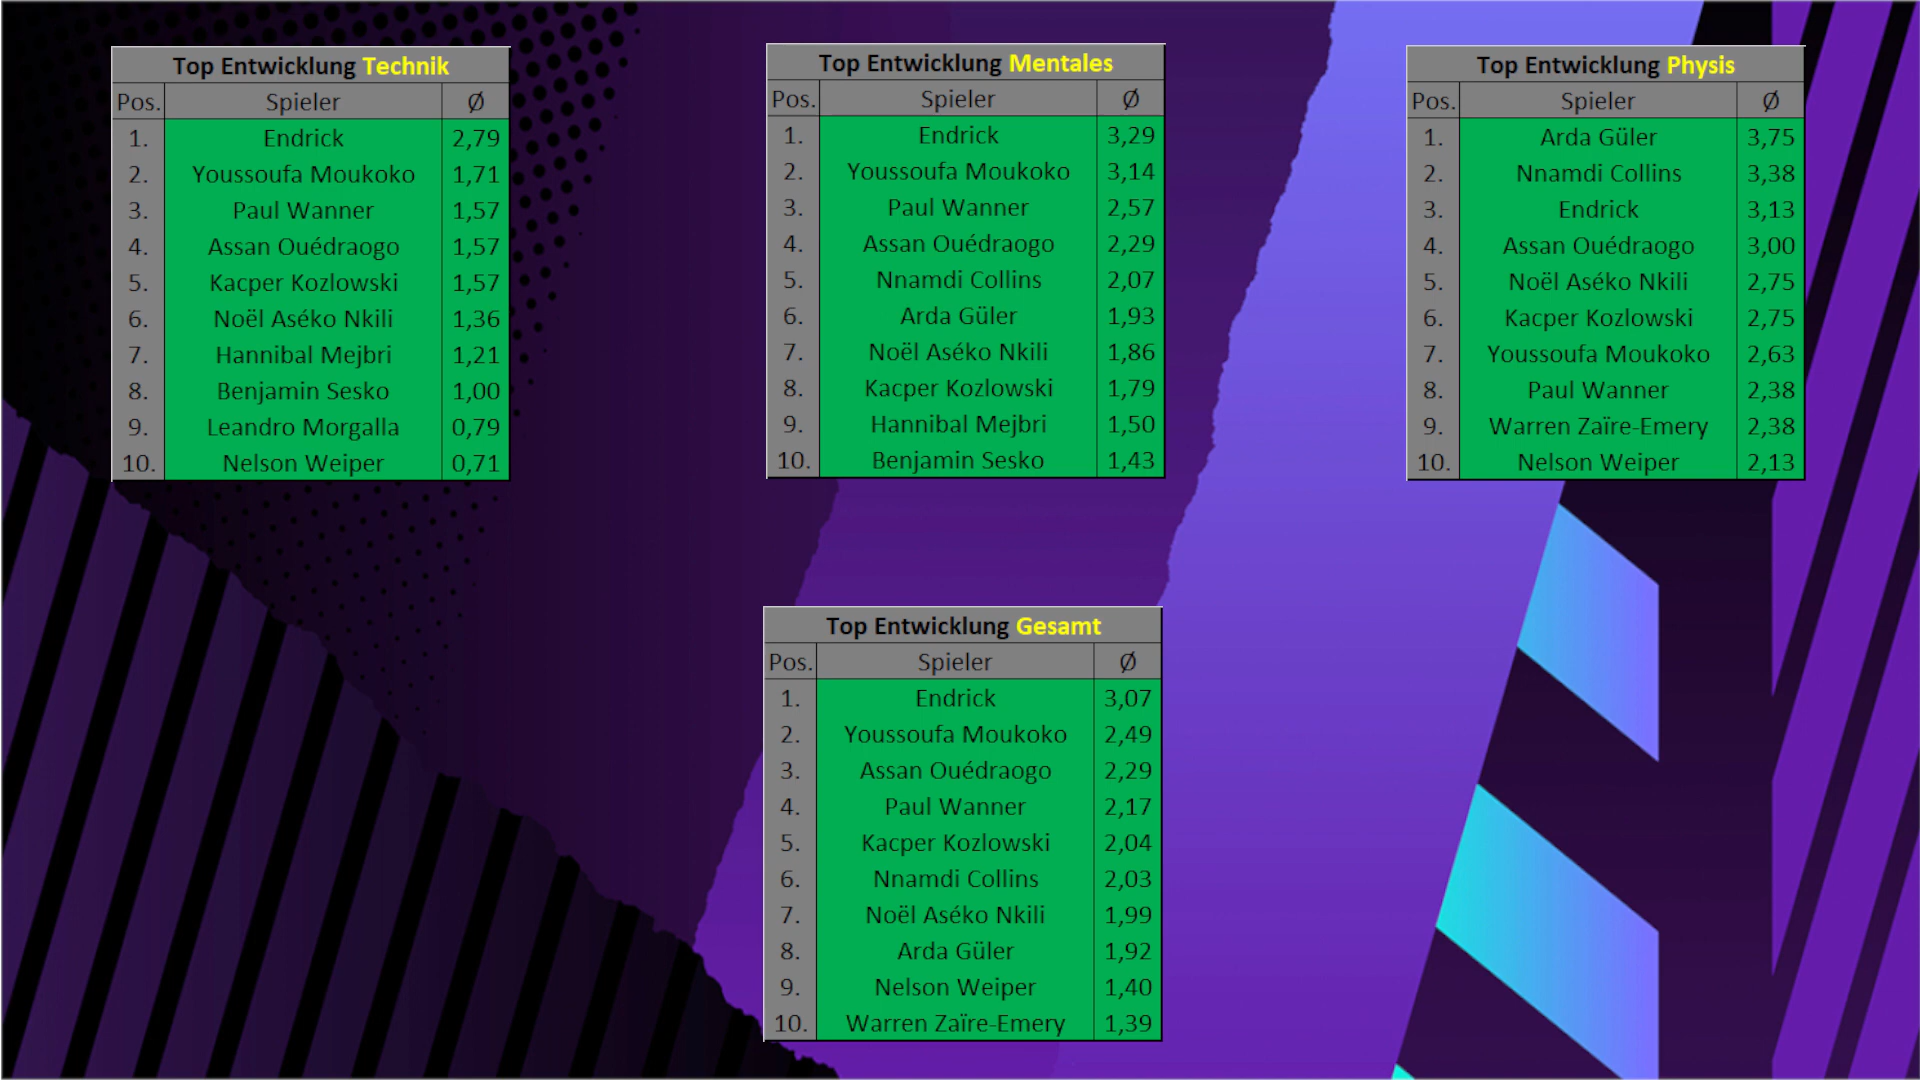 Top Entwicklung Technik
Pos. Spieler Ø
1. Endrick 2,79
2. Youssoufa Moukoko 1,71
3. Paul Wanner 1,57
4. Assan Ouédraogo 1,57
5. Kacper Kozlowski 1,57
6. Noël Aséko Nkili 1,36
7. Hannibal Mejbri 1,21
8. Benjamin Sesko 1,00
9. Leandro Morgalla 0,79
10. Nelson Weiper 0,71
Top Entwicklung Mentales
Pos. Spieler Ø
1. Endrick 3,29
2. Youssoufa Moukoko 3,14
3. Paul Wanner 2,57
4. Assan Ouédraogo 2,29
5. Nnamdi Collins 2,07
6. Arda Güler 1,93
7. Noël Aséko Nkili 1,86
8. Kacper Kozlowski 1,79
9. Hannibal Mejbri 1,50
10. Benjamin Sesko 1,43
Top Entwicklung Physis
Pos. Spieler Ø
1. Arda Güler 3,75
2. Nnamdi Collins 3,38
3. Endrick 3,13
4. Assan Ouédraogo 3,00
5. Noël Aséko Nkili 2,75
6. Kacper Kozlowski 2,75
7. Youssoufa Moukoko 2,63
8. Paul Wanner 2,38
9. Warren Zaïre-Emery 2,38
10. Nelson Weiper 2,13
Top Entwicklung Gesamt
Pos. Spieler Ø
1. Endrick 3,07
2. Youssoufa Moukoko 2,49
3. Assan Ouédraogo 2,29
4. Paul Wanner 2,17
5. Kacper Kozlowski 2,04
6. Nnamdi Collins 2,03
7. Noël Aséko Nkili 1,99
8. Arda Güler 1,92
9. Nelson Weiper 1,40
10. Warren Zaïre-Emery 1,39